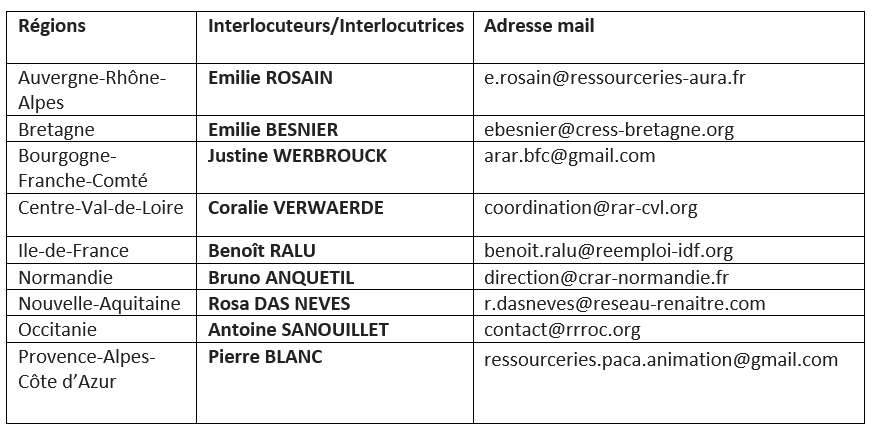 Régions Interlocuteurs/Interlocutrices Adresse mail
Auvergne-Rhône- Emilie ROSAIN e.rosain@ressourceries-aura.fr
Alpes
Bretagne Emilie BESNIER ebesnier@cress-bretagne.org
Bourgogne- Justine WERBROUCK arar.bfc@gmail.com
Franche-Comté
Centre-Val-de-Loire Coralie VERWAERDE coordination@rar-cvl.org
Ile-de-France Benoît RALU benoit.ralu@reemploi-idf.org
Normandie Bruno ANQUETIL direction@crar-normandie.fr
Nouvelle-Aquitaine Rosa DAS NEVES r.dasneves@reseau-renaitre.com
Occitanie Antoine SANOUILLET contact@rrroc.org
Provence-Alpes- Pierre BLANC ressourceries.paca.animation@gmail.com
Côte d’Azur